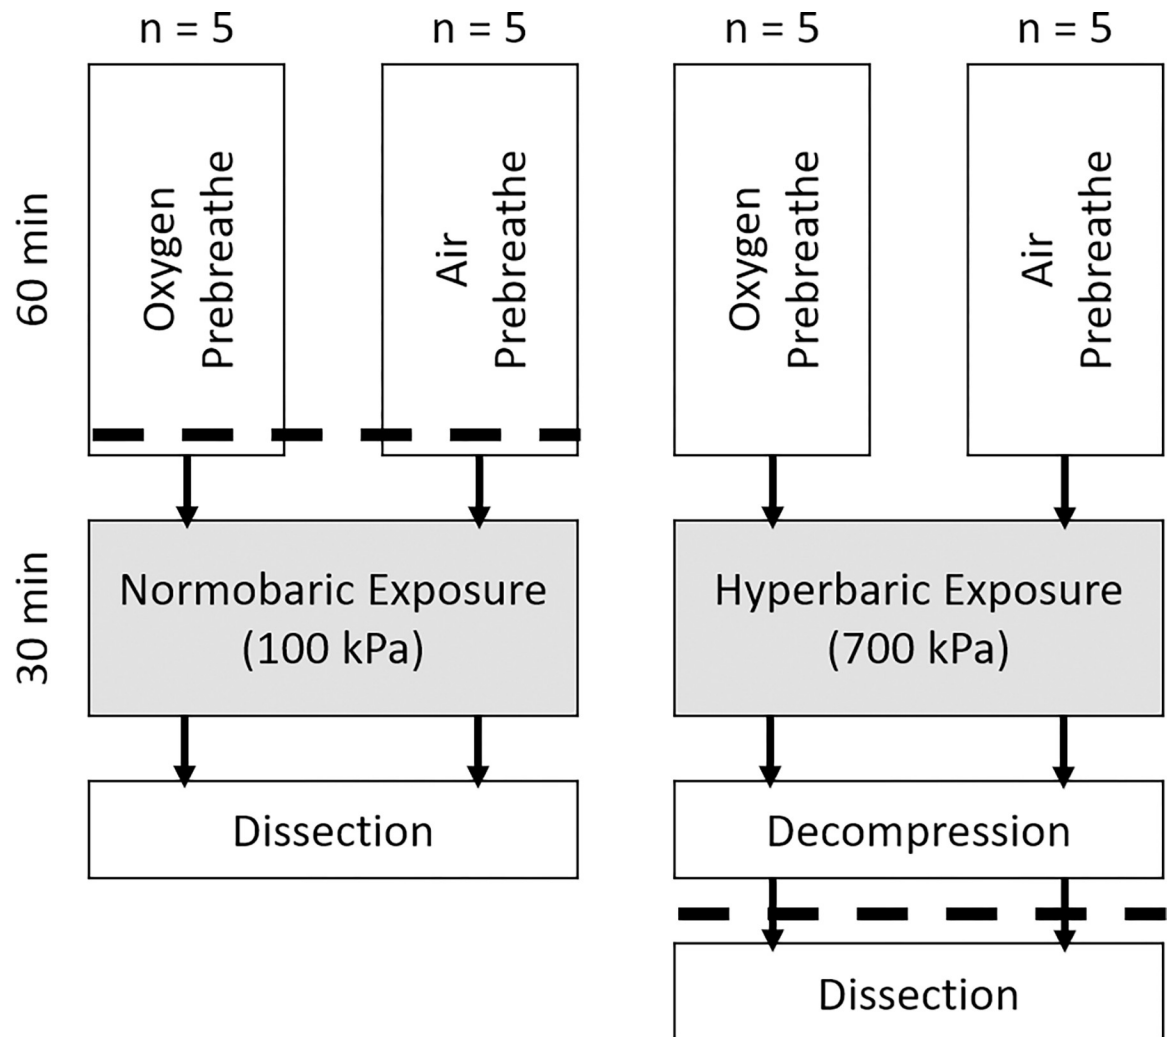 n = 5
n = 5
n = 5
n = 5
60 min
Oxygen
Prebreathe
Air
Prebreathe
Oxygen
Prebreathe
Air
Prebreathe
30 min
Normobaric Exposure
(100 kPa)
Hyperbaric Exposure
(700 kPa)
Dissection
Decompression
Dissection